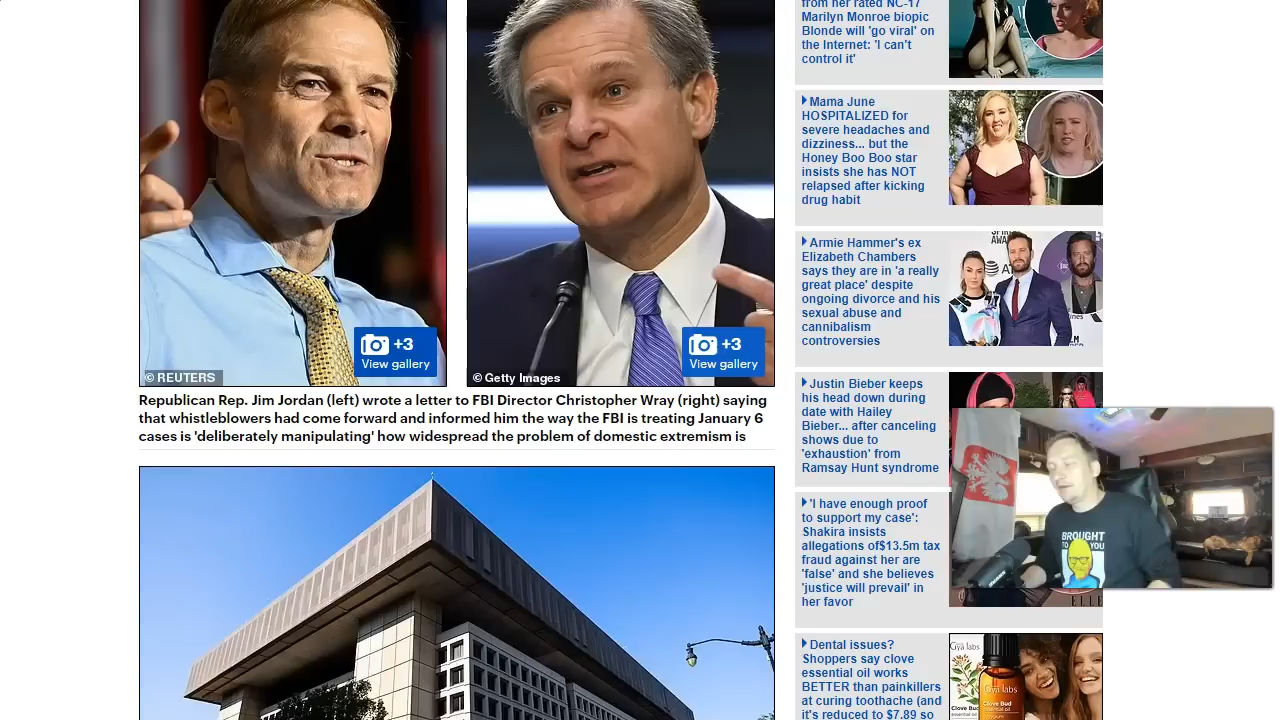 +3
View gallery
© REUTERS
+3
View gallery
© Getty Images
Republican Rep. Jim Jordan (left) wrote a letter to FBI Director Christopher Wray (right) saying
that whistleblowers had come forward and informed him the way the FBI is treating January 6
cases is 'deliberately manipulating' how widespread the problem of domestic extremism is
from her rated NC-17
Marilyn Monroe biopic
Blonde will 'go viral' on
the Internet: 'I can't
control it'
Mama June
HOSPITALIZED for
severe headaches and
dizziness... but the
Honey Boo Boo star
insists she has NOT
relapsed after kicking
drug habit
Armie Hammer's ex
Elizabeth Chambers
says they are in 'a really
great place' despite
ongoing divorce and his
sexual abuse and
cannibalism
controversies
Justin Bieber keeps
his head down during
date with Hailey
Bieber... after canceling
shows due to
'exhaustion' from
Ramsay Hunt syndrome
BROUGHT
YOU
'I have enough proof
to support my case':
Shakira insists
allegations of$13.5m tax
fraud against her are
'false' and she believes
'justice will prevail' in
her favor
ELLE
Dental issues?
Shoppers say clove
essential oil works
BETTER than painkillers
at curing toothache (and
it's reduced to $7.89 so
Gya labs
Gya labs
Clove Bud
Clove Bud